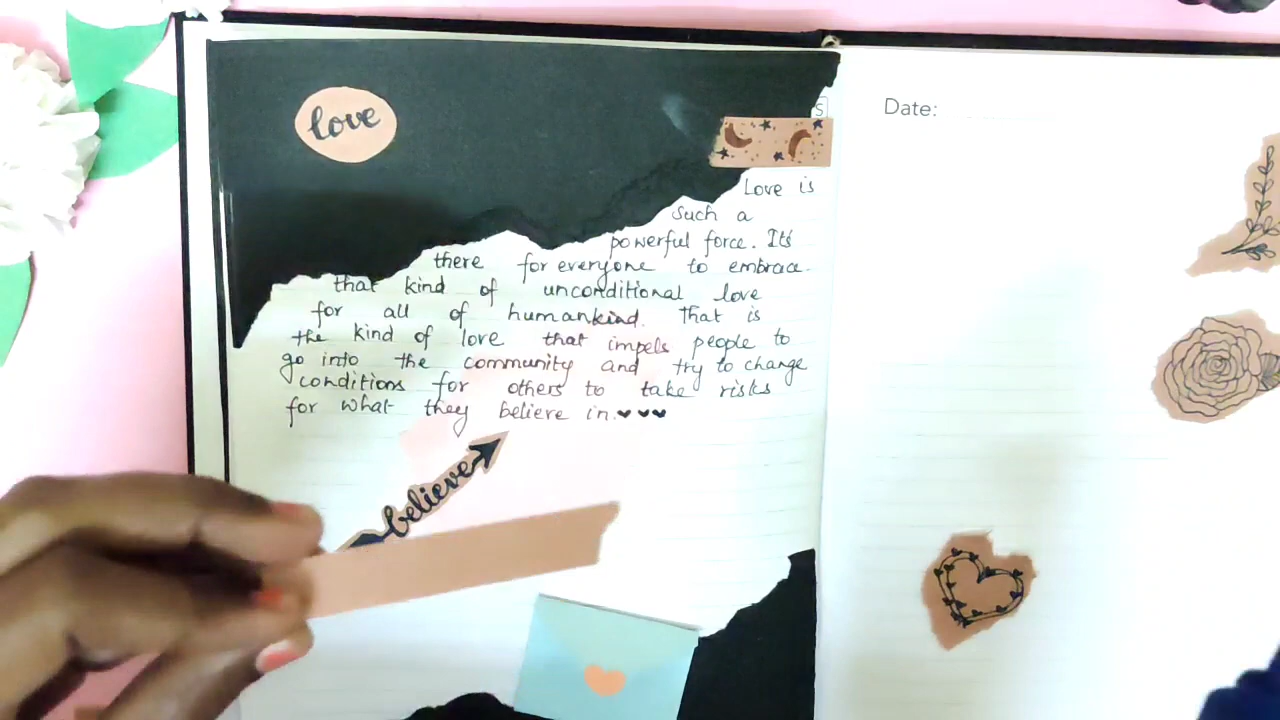 love
S
Date:
Love is
such a
powerful force. Its
there for everyone to embrace.
that kind of unconditional love
for all of humankind. That is
the kind of love that impels people to
go into the community and try to change
conditions for others to take risks
for what they believe in.
believe